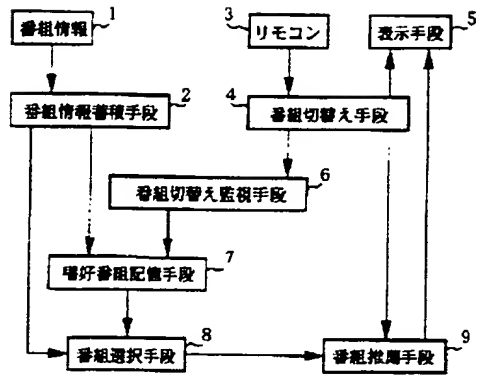 1
番組情報
3
リモコン
表示手段
5
2
番組情報蓄積手段
4
番組切替え手段
6
番組切替え監視手段
7
嗜好番組記憶手段
8
番組選択手段
9
番組推薦手段